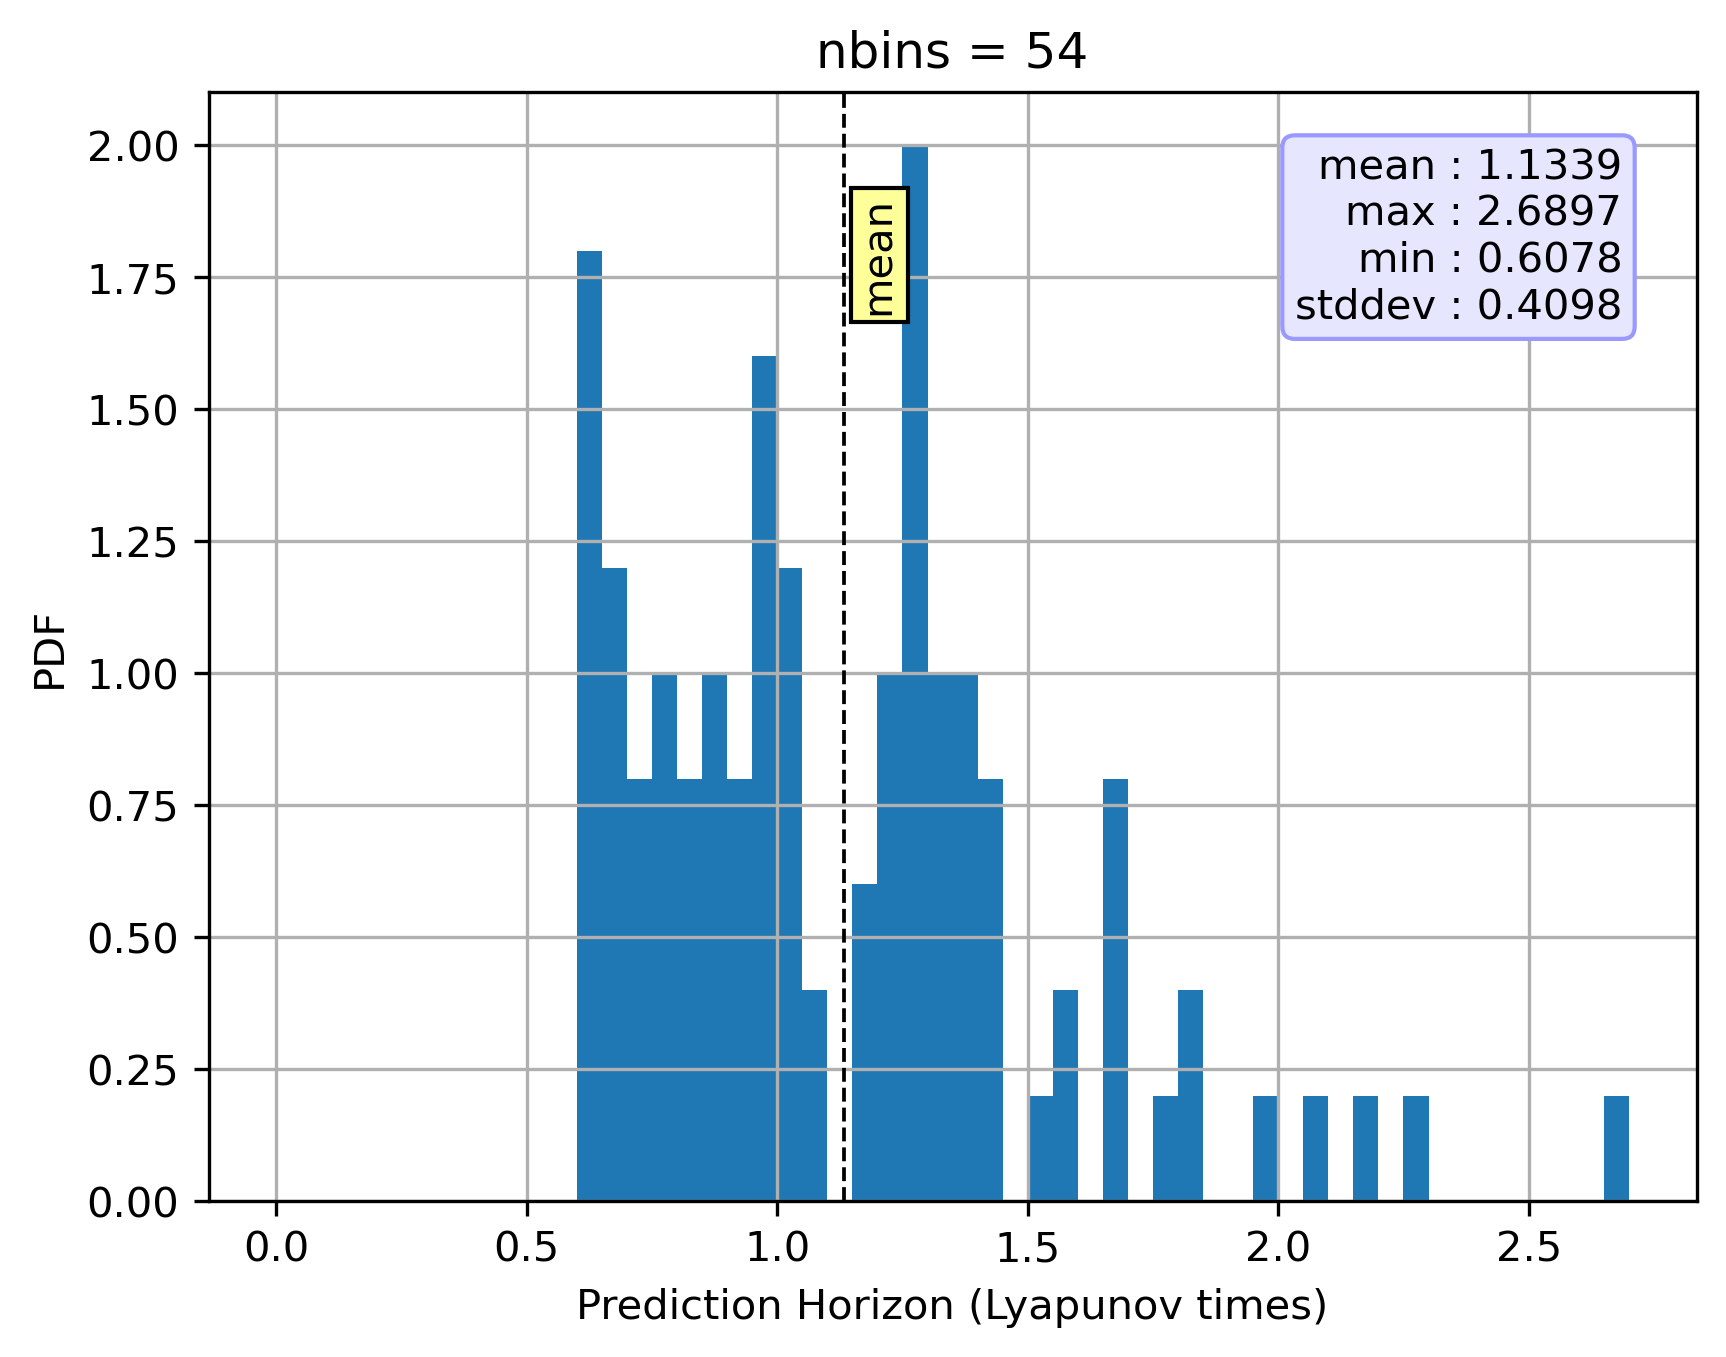 nbins = 54
2.00
1.75
1.50
1.25
1.00
0.75
0.50
0.25
0.00
PDF
mean
mean : 1.1339
max : 2.6897
min : 0.6078
stddev : 0.4098
0.0 0.5 1.0 1.5 2.0 2.5
Prediction Horizon (Lyapunov times)